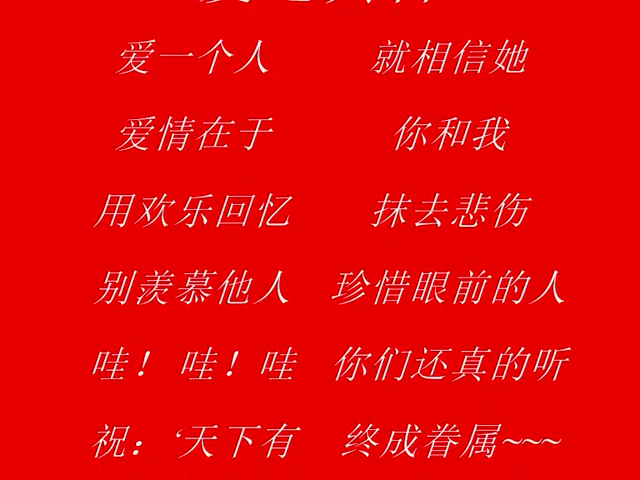 爱一个人 就相信她
爱情在于 你和我
用欢乐回忆 抹去悲伤
别羡慕他人 珍惜眼前的人
哇！ 哇！哇 你们还真的听
祝：‘天下有 终成眷属~~~